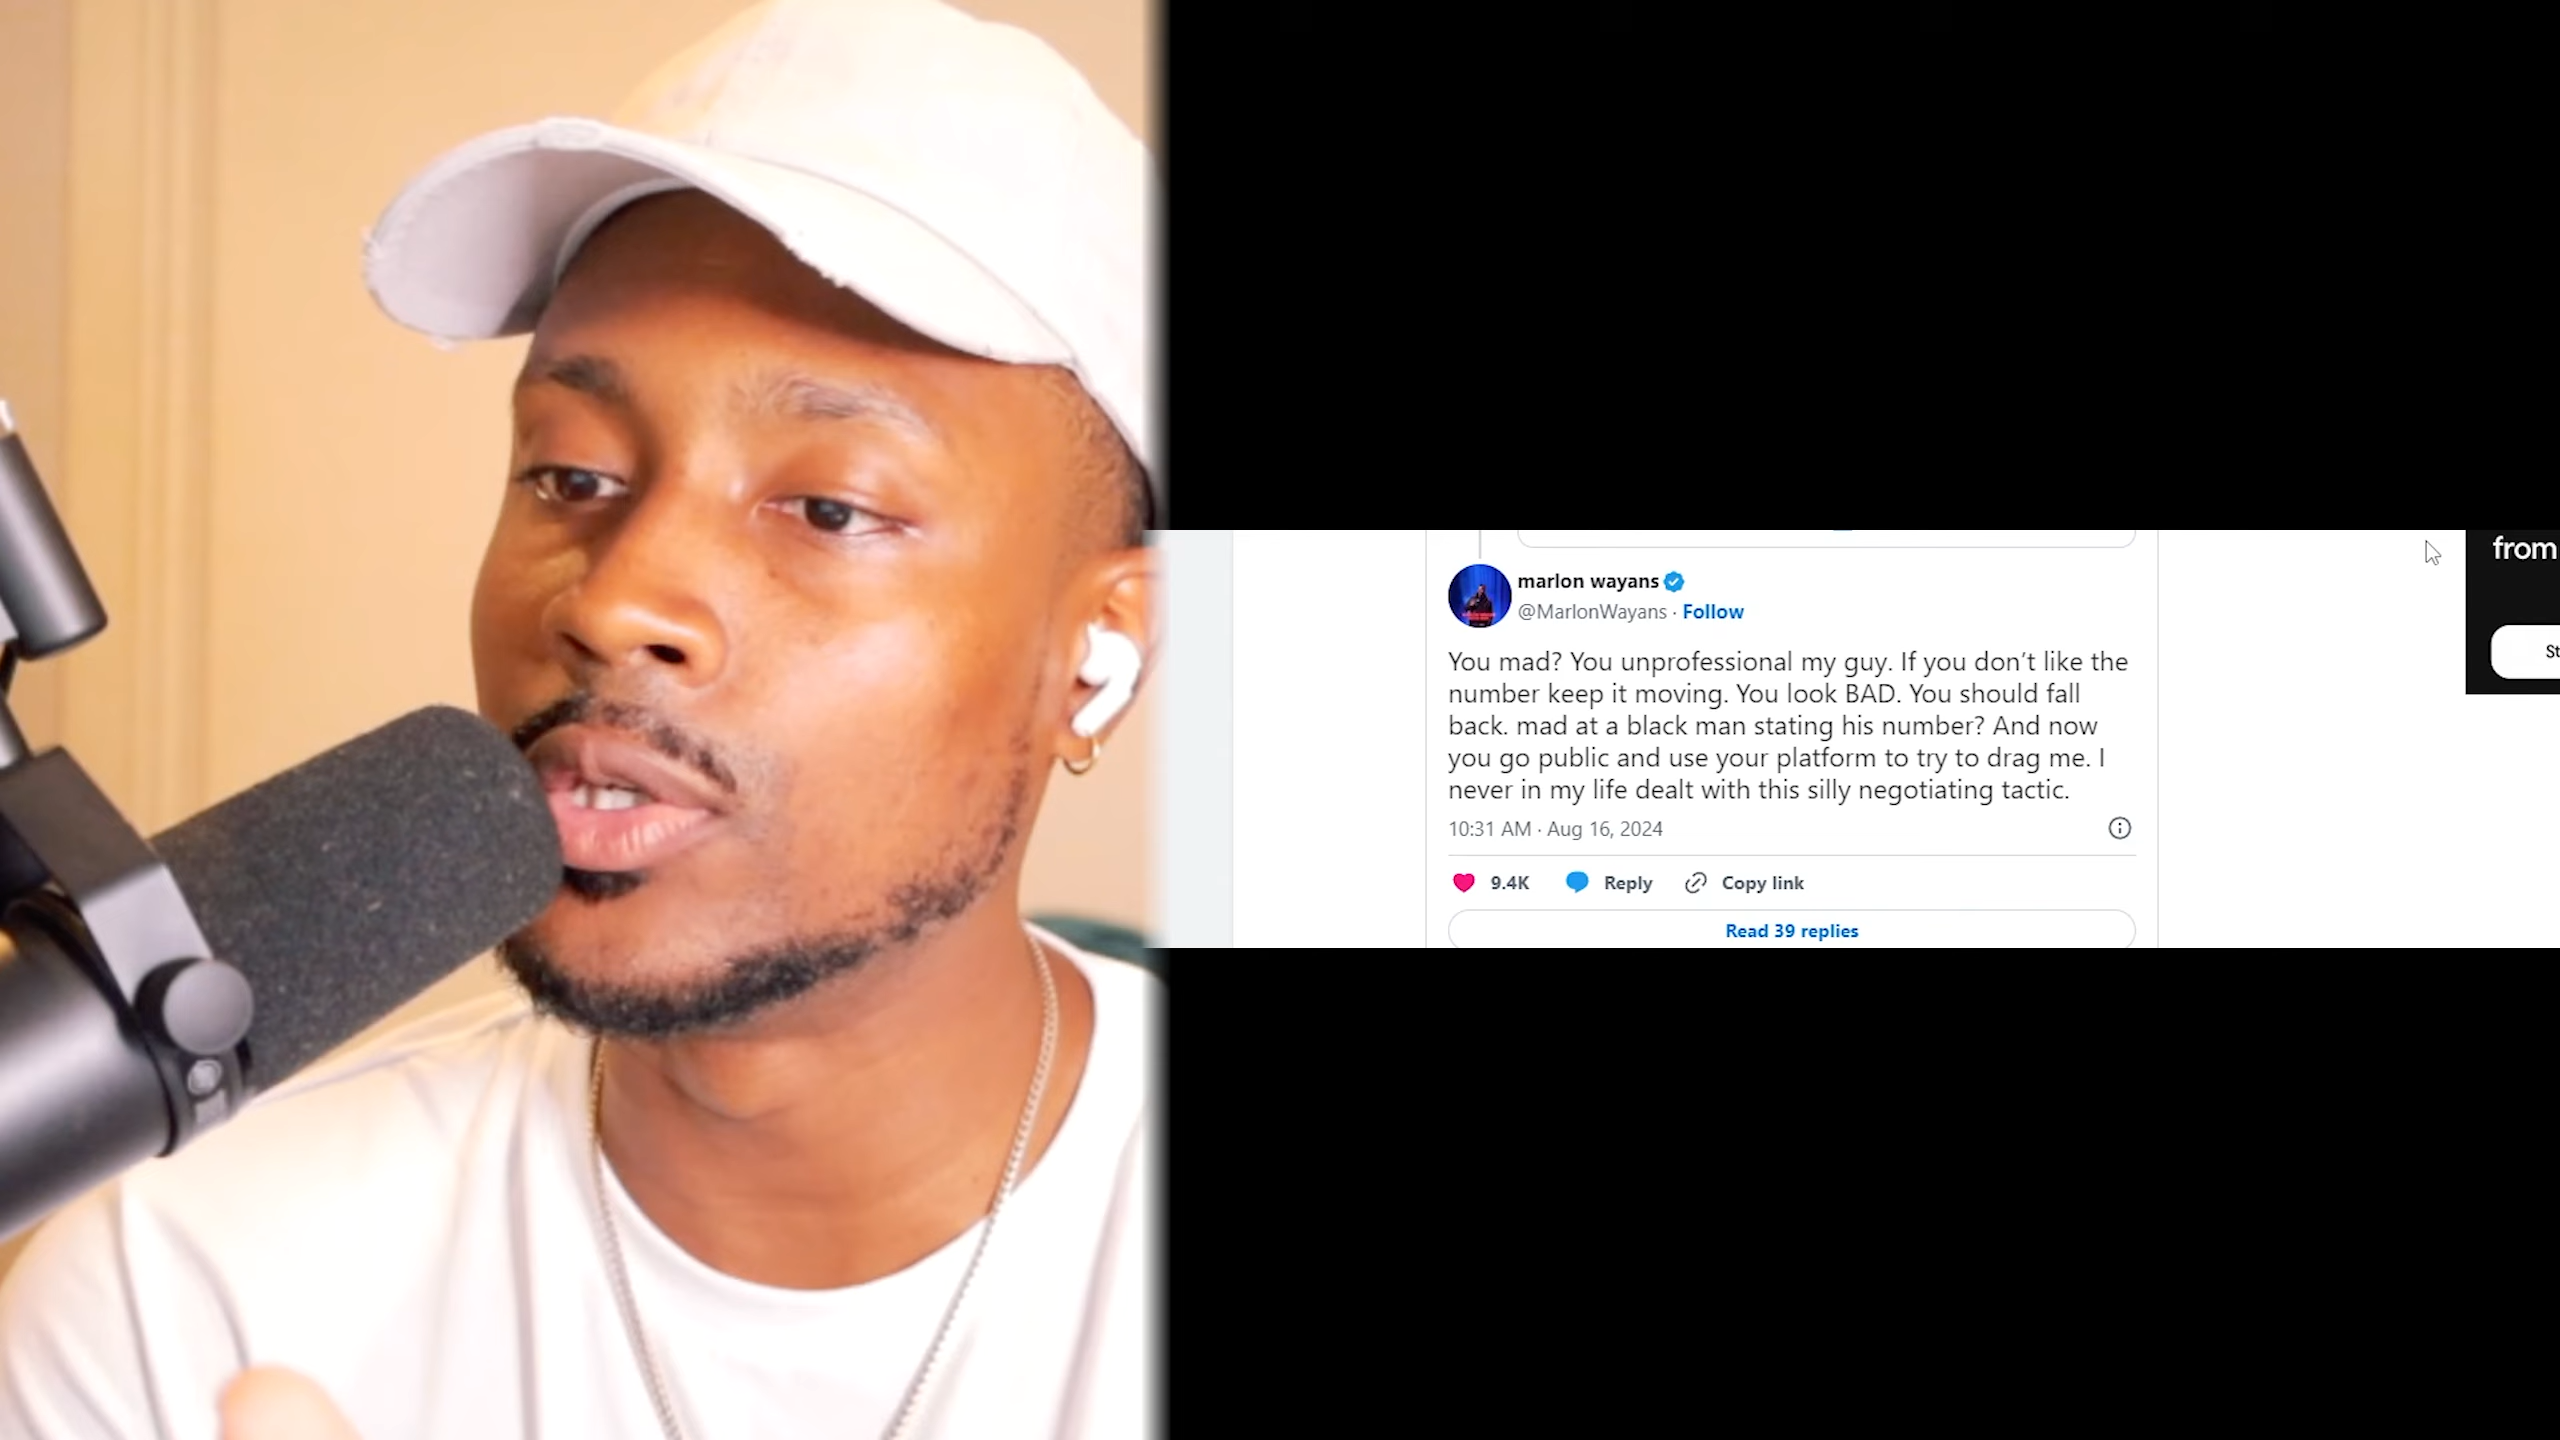 from
marlon wayans
@MarlonWayans · Follow
You mad? You unprofessional my guy. If you don’t like the
number keep it moving. You look BAD. You should fall
back. mad at a black man stating his number? And now
you go public and use your platform to try to drag me. I
never in my life dealt with this silly negotiating tactic.
10:31 AM · Aug 16, 2024
9.4K Reply Copy link
Read 39 replies